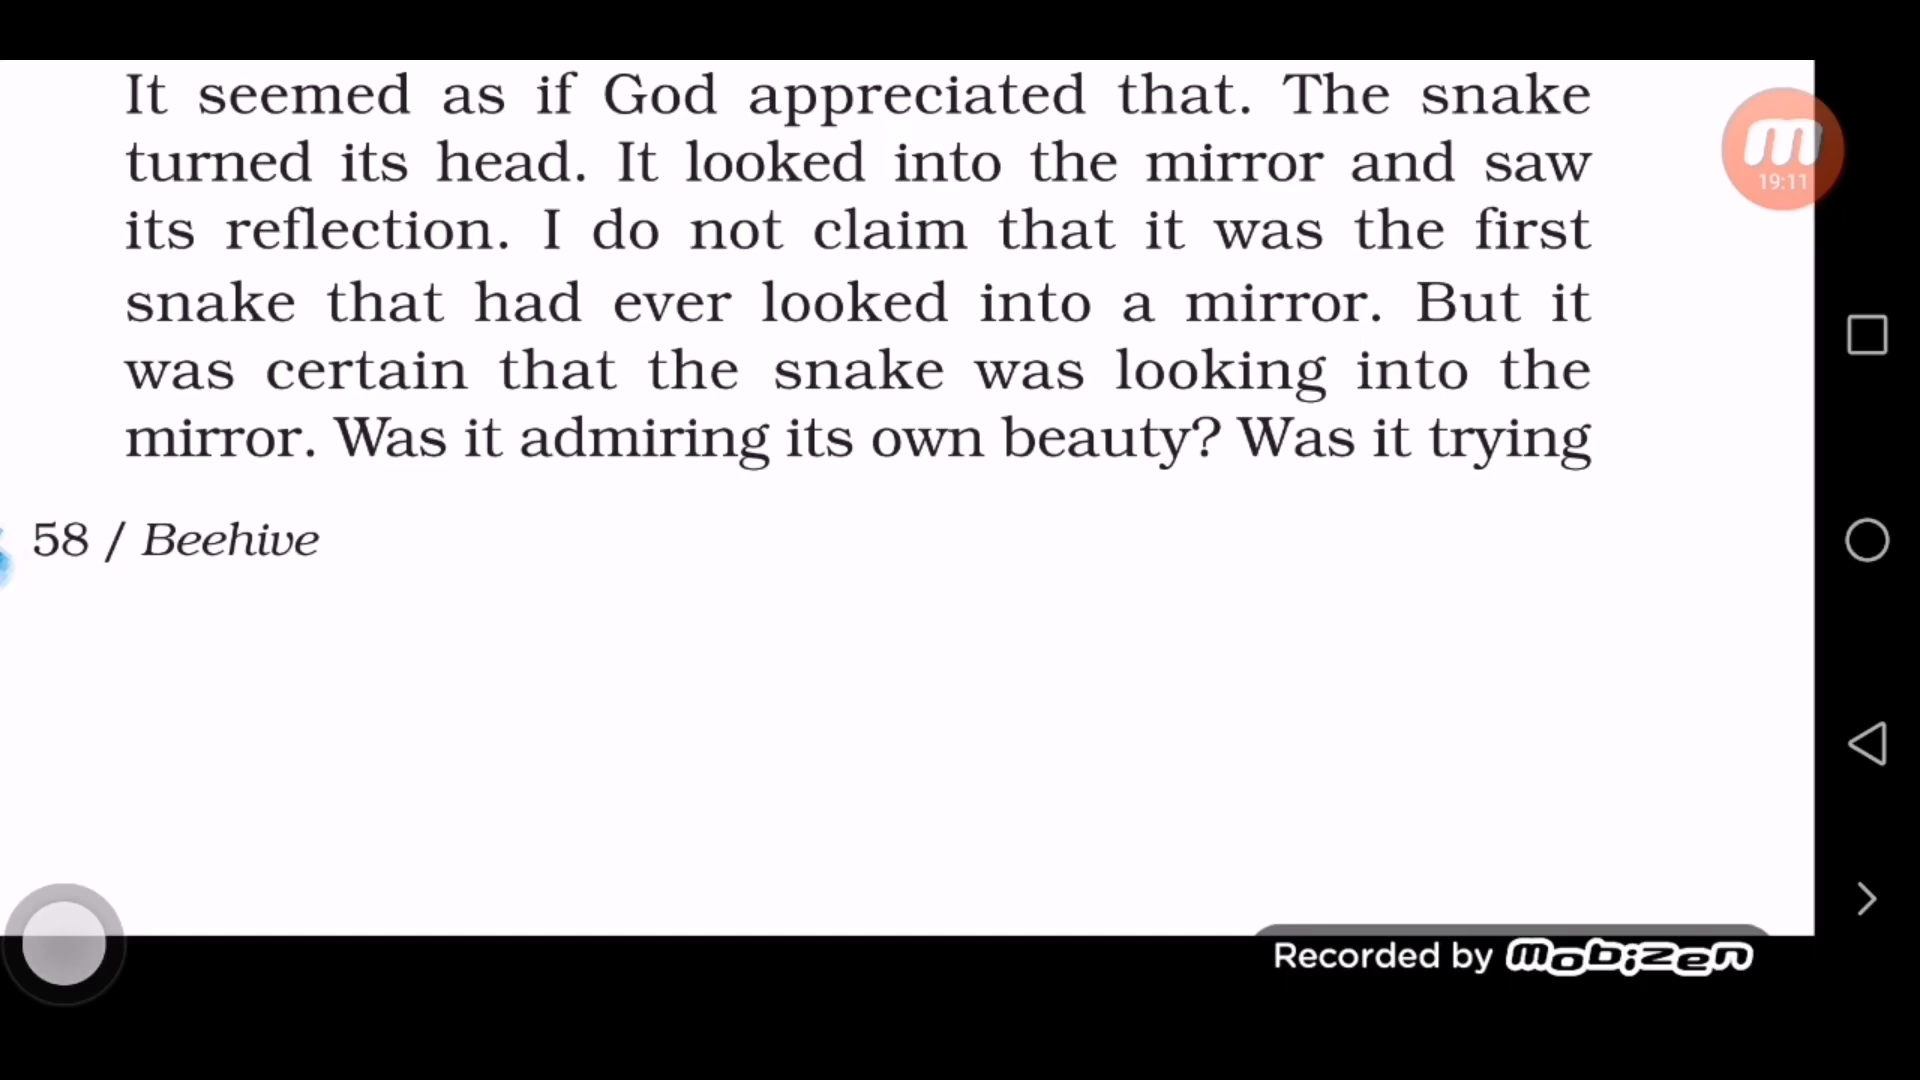 It seemed as if God appreciated that. The snake
turned its head. It looked into the mirror and saw
its reflection. I do not claim that it was the first
snake that had ever looked into a mirror. But it
was certain that the snake was looking into the
mirror. Was it admiring its own beauty? Was it trying
58 / Beehive
19:11
Recorded by mobizen